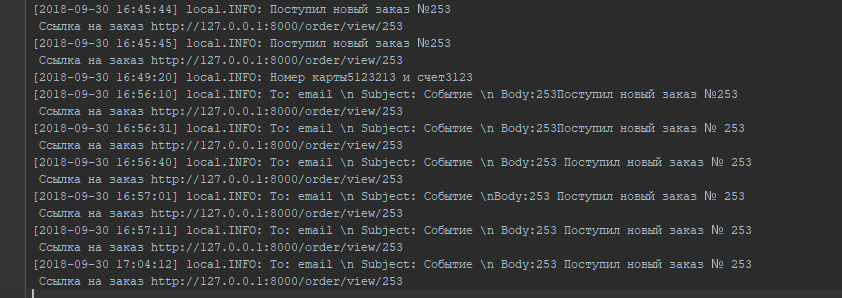 [2018-09-30 16:45:44] local.INFO: Поступил новый заказ №253
Ссылка на заказ http://127.0.0.1:8000/order/view/253
[2018-09-30 16:45:45] local.INFO: Поступил новый заказ №253
Ссылка на заказ http://127.0.0.1:8000/order/view/253
[2018-09-30 16:49:20] local.INFO: Номер карты5123213 и счет3123
[2018-09-30 16:56:10] local.INFO: To: email \n Subject: Событие \n Body:253Поступил новый заказ №253
Ссылка на заказ http://127.0.0.1:8000/order/view/253
[2018-09-30 16:56:31] local.INFO: To: email \n Subject: Событие \n Body:253Поступил новый заказ № 253
Ссылка на заказ http://127.0.0.1:8000/order/view/253
[2018-09-30 16:56:40] local.INFO: To: email \n Subject: Событие \n Body:253 Поступил новый заказ № 253
Ссылка на заказ http://127.0.0.1:8000/order/view/253
[2018-09-30 16:57:01] local.INFO: To: email \n Subject: Событие \nBody:253 Поступил новый заказ № 253
Ссылка на заказ http://127.0.0.1:8000/order/view/253
[2018-09-30 16:57:11] local.INFO: To: email \n Subject: Событие \n Body:253 Поступил новый заказ № 253
Ссылка на заказ http://127.0.0.1:8000/order/view/253
[2018-09-30 17:04:12] local.INFO: To: email \n Subject: Событие \n Body:253 Поступил новый заказ № 253
Ссылка на заказ http://127.0.0.1:8000/order/view/253